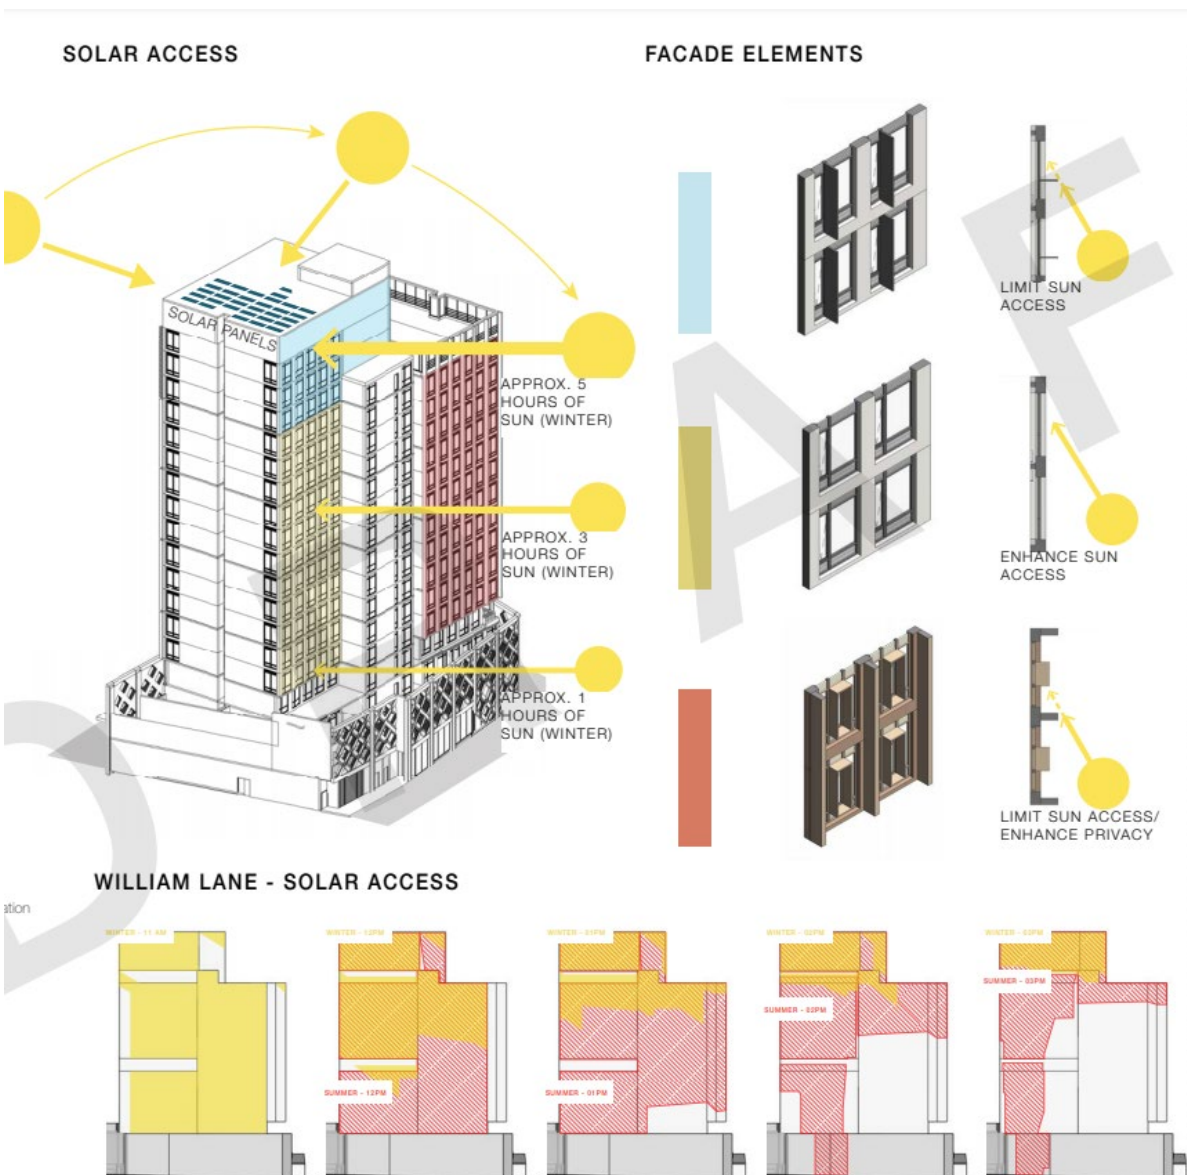 SOLAR ACCESS
FACADE ELEMENTS
SOLAR PANELS
APPROX. 5
HOURS OF
SUN (WINTER)
APPROX. 3
HOURS OF
SUN (WINTER)
APPROX. 1
HOURS OF
SUN (WINTER)
LIMIT SUN
ACCESS
ENHANCE SUN
ACCESS
LIMIT SUN ACCESS/
ENHANCE PRIVACY
DRAF
WILLIAM LANE - SOLAR ACCESS
ation
WINTER - 11 AM
WINTER - 12PM
SUMMER - 12PM
WINTER - 01PM
SUMMER - 01PM
WINTER - 02PM
SUMMER - 02PM
WINTER - 03PM
SUMMER - 03PM